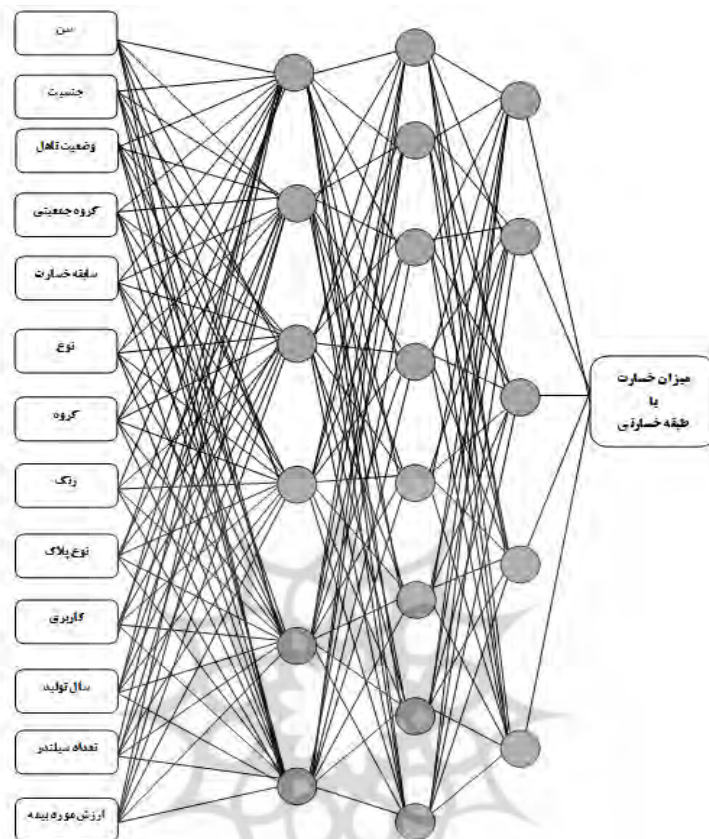 سن
جنسیت
وضعیت تاهل
گروه جمعیتی
سابقه خسارت
نوع
گروه
رنگ
نوع پلاک
کاربری
سال تولید
تعداد سیلندر
ارزش مورد بیمه
میزان خسارت
یا
طبقه خسارتی